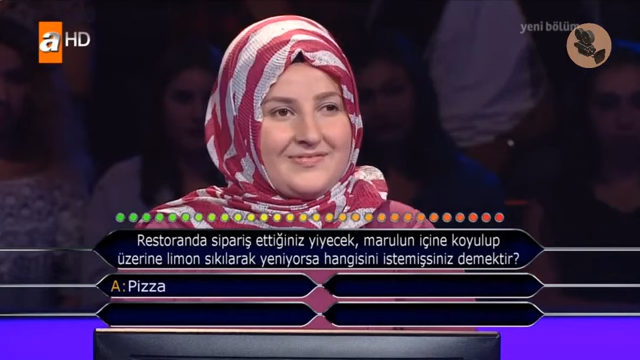 a HD
yeni bölüm
Restoranda sipariş ettiğiniz yiyecek, marulun içine koyulup
üzerine limon sıkılarak yeniyorsa hangisini istemişsiniz demektir?
A: Pizza